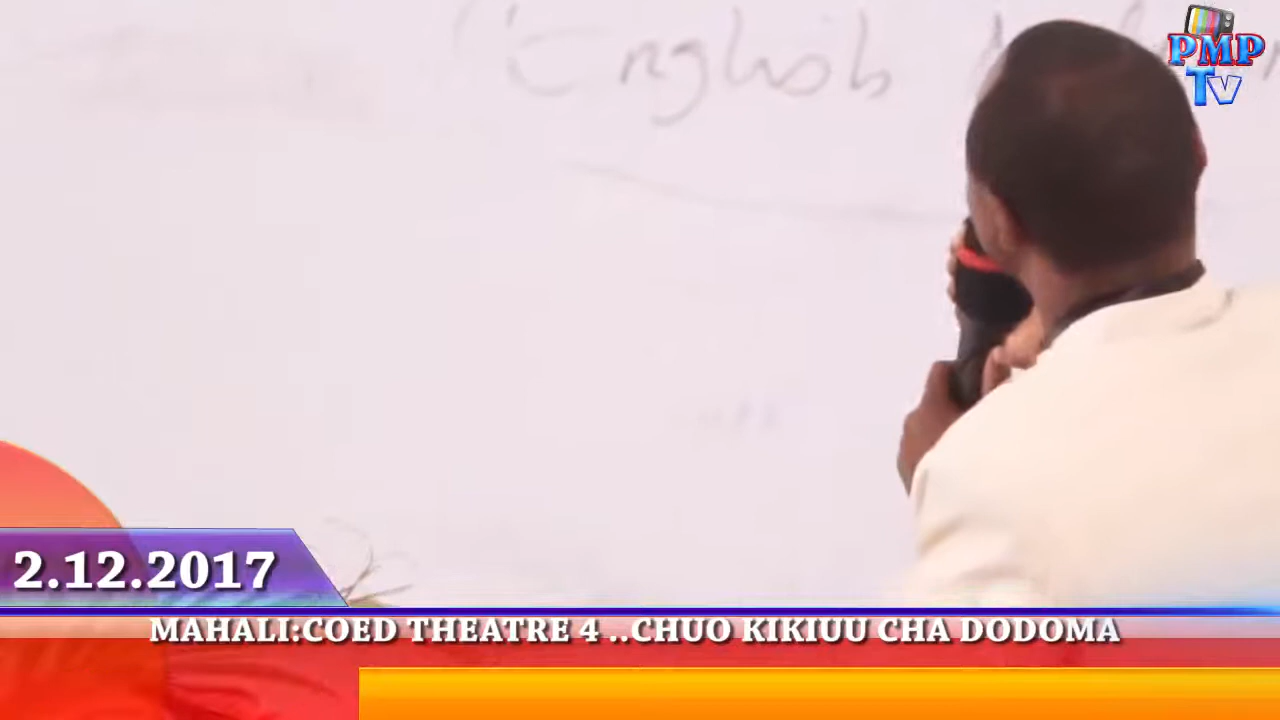 English
PMP
TV
2.12.2017
MAHALI:COED THEATRE 4 ..CHUO KIKIUU CHA DODOMA